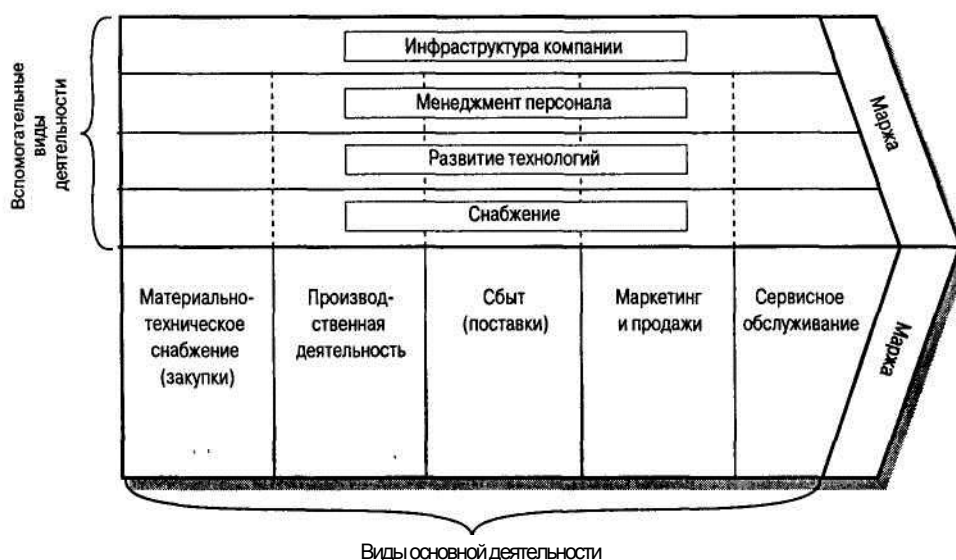 Вспомогательные
виды
деятельности
Инфраструктура компании
Менеджмент персонала
Развитие технологий
Снабжение
Маржа
Материально-
техническое
снабжение
(закупки)
Производ-
ственная
деятельность
Сбыт
(поставки)
Маркетинг
и продажи
Сервисное
обслуживание
Маржа
Виды основной деятельности